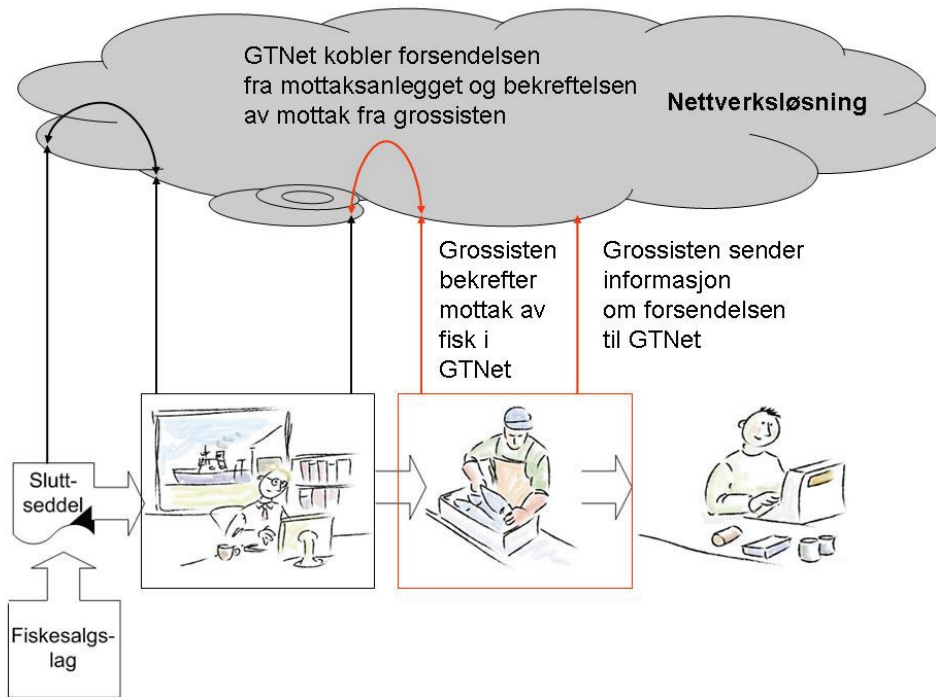 GTNet kobler forsendelsen
fra mottaksanlegget og bekreftelsen
av mottak fra grossisten
Nettverksløsning
Grossisten
bekrefter
mottak av
fisk i
GTNet
Grossisten sender
informasjon
om forsendelsen
til GTNet
Slutt-
seddel
Fiskesalgs-
lag